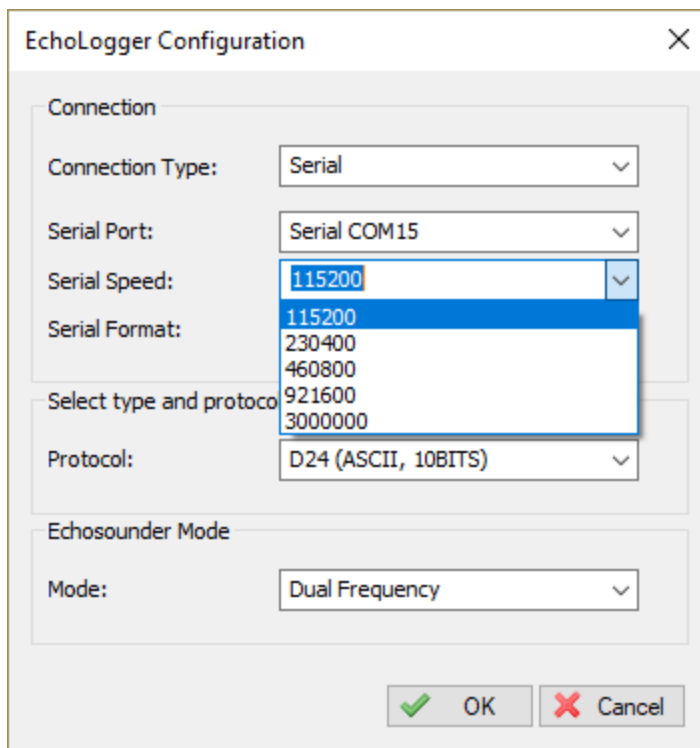 EchoLogger Configuration
Connection
Connection Type:
Serial
Serial Port:
Serial COM15
Serial Speed:
115200
115200
Serial Format:
230400
460800
Select type and protoco
921600
3000000
Protocol:
D24 (ASCII, 10BITS)
Echosounder Mode
Mode:
Dual Frequency
OK
Cancel